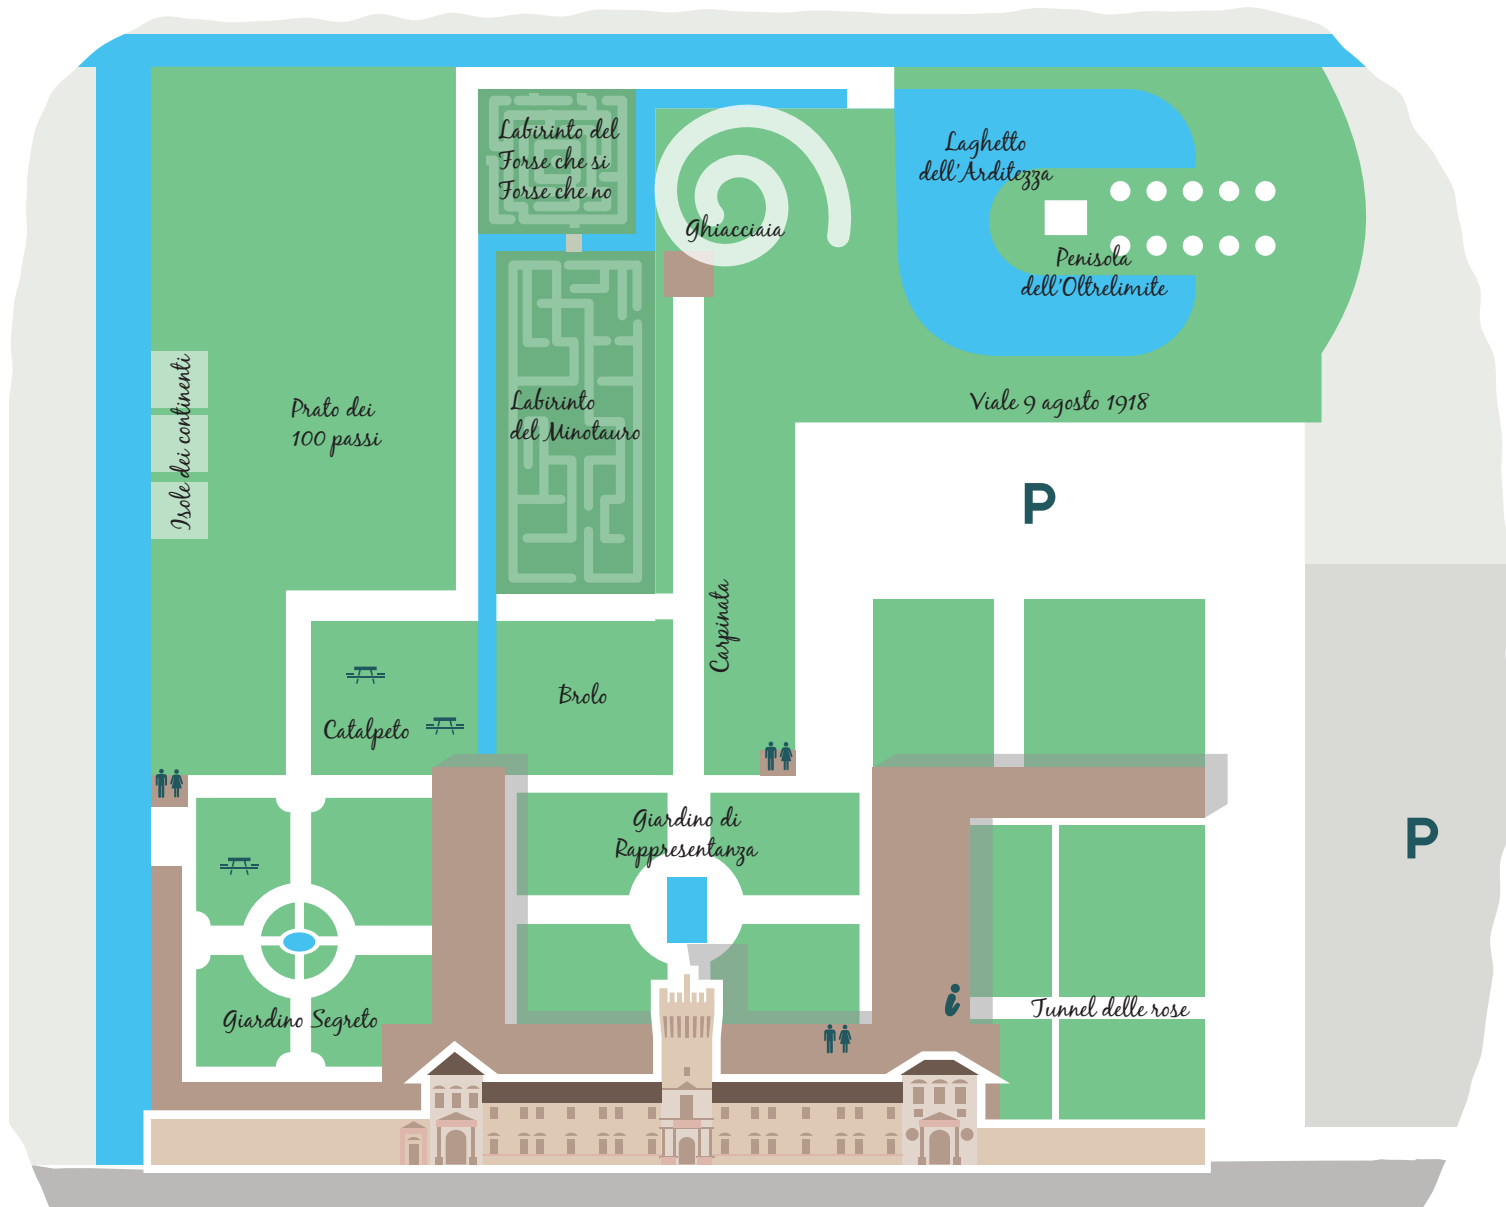 Labirinto del
Forse che si
Forse che no
Laghetto
dell'Arditezza
Ghiacciaia
Penisola
dell'Oltrelimite
Isole dei continenti
Prato dei
100 passi
Labirinto
del Minotauro
Viale 9 agosto 1918
P
Carpinata
Brolo
Catalpeto
Giardino di
Rappresentanza
P
Giardino Segreto
Tunnel delle rose